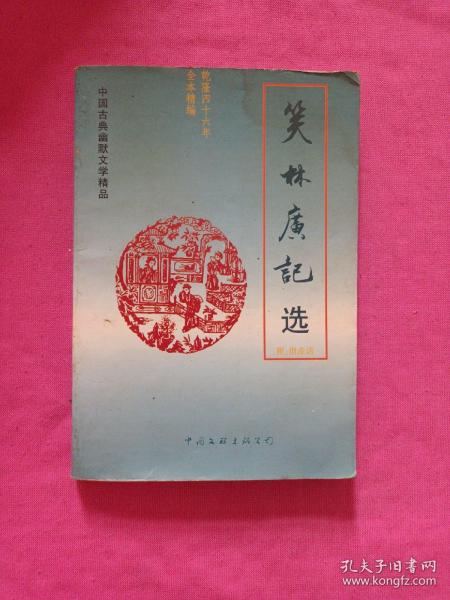 笑林廣記选
乾隆四十六年
全本精编
中国古典幽默文学精品
中国文联出版公司
孔夫子旧书网
www.kongfz.com